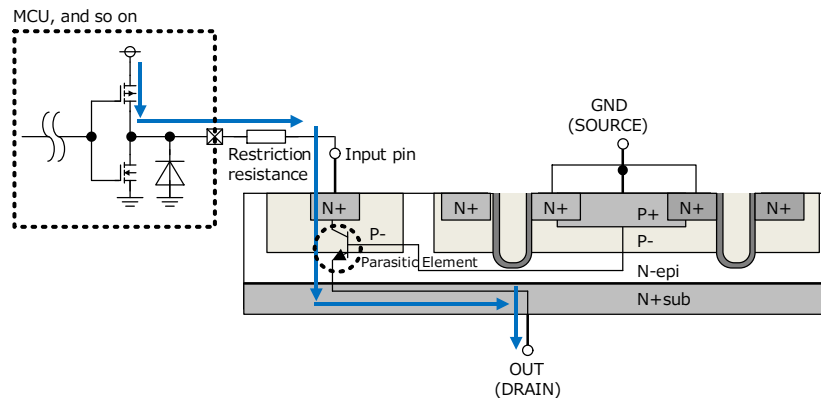 MCU, and so on
GND
(SOURCE)
Restriction
resistance
Input pin
N+
N+
N+
P+
N+
N+
P-
P-
Parasitic Element
N-epi
N+sub
OUT
(DRAIN)